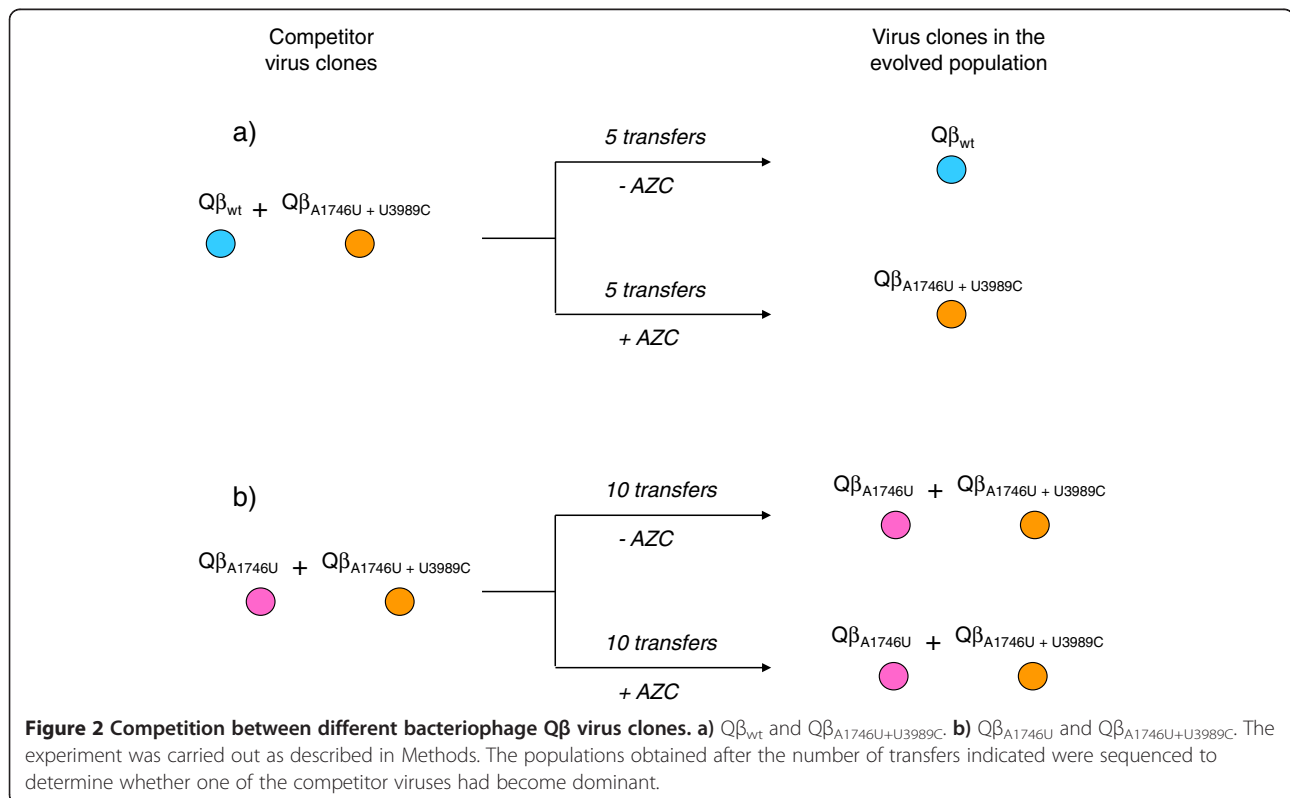 Competitor
virus clones
Virus clones in the
evolved population
a)
5 transfers
- AZC
Qβwt
Qβwt + QβA1746U + U3989C
5 transfers
+ AZC
QβA1746U + U3989C
b)
10 transfers
- AZC
QβA1746U + QβA1746U + U3989C
QβA1746U + QβA1746U + U3989C
10 transfers
+ AZC
QβA1746U + QβA1746U + U3989C
Figure 2 Competition between different bacteriophage Qβ virus clones. a) Qβwt and QβA1746U+U3989C. b) QβA1746U and QβA1746U+U3989C. The
experiment was carried out as described in Methods. The populations obtained after the number of transfers indicated were sequenced to
determine whether one of the competitor viruses had become dominant.